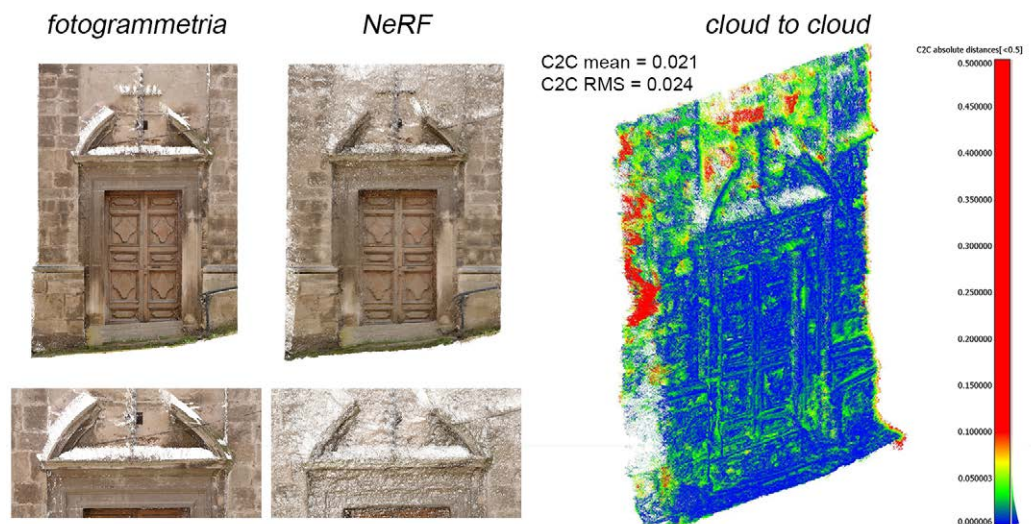 fotogrammetria
NeRF
cloud to cloud
C2C mean = 0.021
C2C RMS = 0.024
C2C absolute distances[<0.5]
0.500000
0.450000
0.400000
0.350000
0.300000
0.250000
0.200000
0.150000
0.100000
0.050003
0.000006